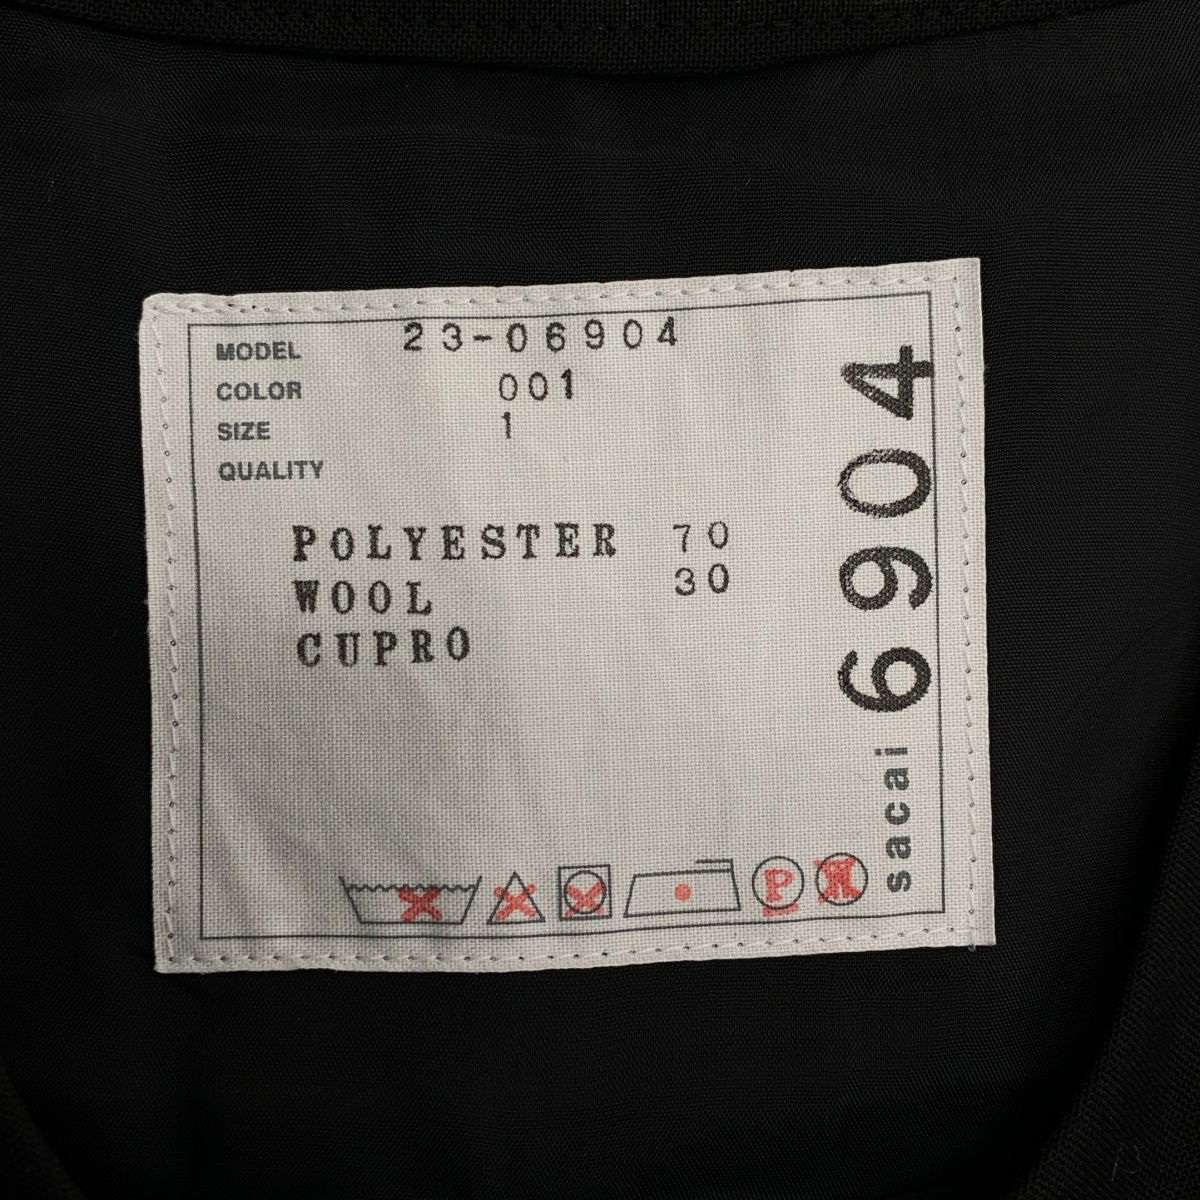 MODEL 23-06904
COLOR 001
SIZE 1
QUALITY
POLYESTER 70
WOOL 30
CUPRO
P
sacai 6904